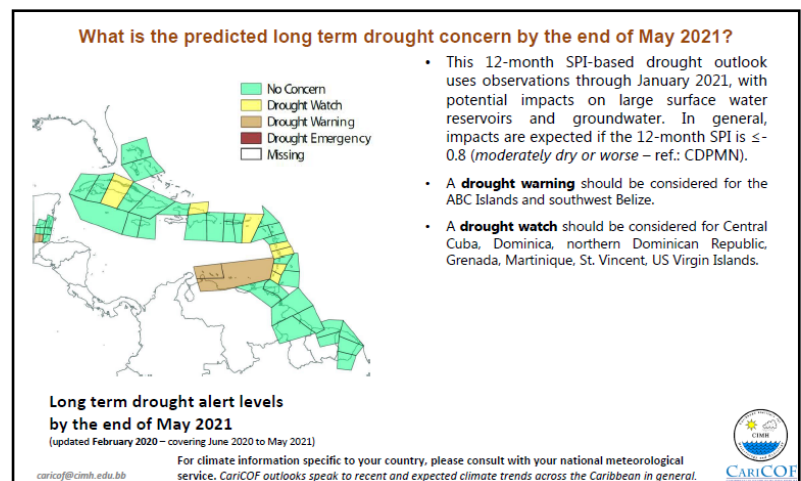 What is the predicted long term drought concern by the end of May 2021?
No Concern
Drought Watch
Drought Warning
Drought Emergency
Missing
• This 12-month SPI-based drought outlook
uses observations through January 2021, with
potential impacts on large surface water
reservoirs and groundwater. In general,
impacts are expected if the 12-month SPI is ≤-
0.8 (moderately dry or worse – ref.: CDPMN).
• A drought warning should be considered for the
ABC Islands and southwest Belize.
• A drought watch should be considered for Central
Cuba, Dominica, northern Dominican Republic,
Grenada, Martinique, St. Vincent, US Virgin Islands.
Long term drought alert levels
by the end of May 2021
(updated February 2020 – covering June 2020 to May 2021)
For climate information specific to your country, please consult with your national meteorological
service. CariCOF outlooks speak to recent and expected climate trends across the Caribbean in general.
caricof@cimh.edu.bb
CIMH
CARICOF